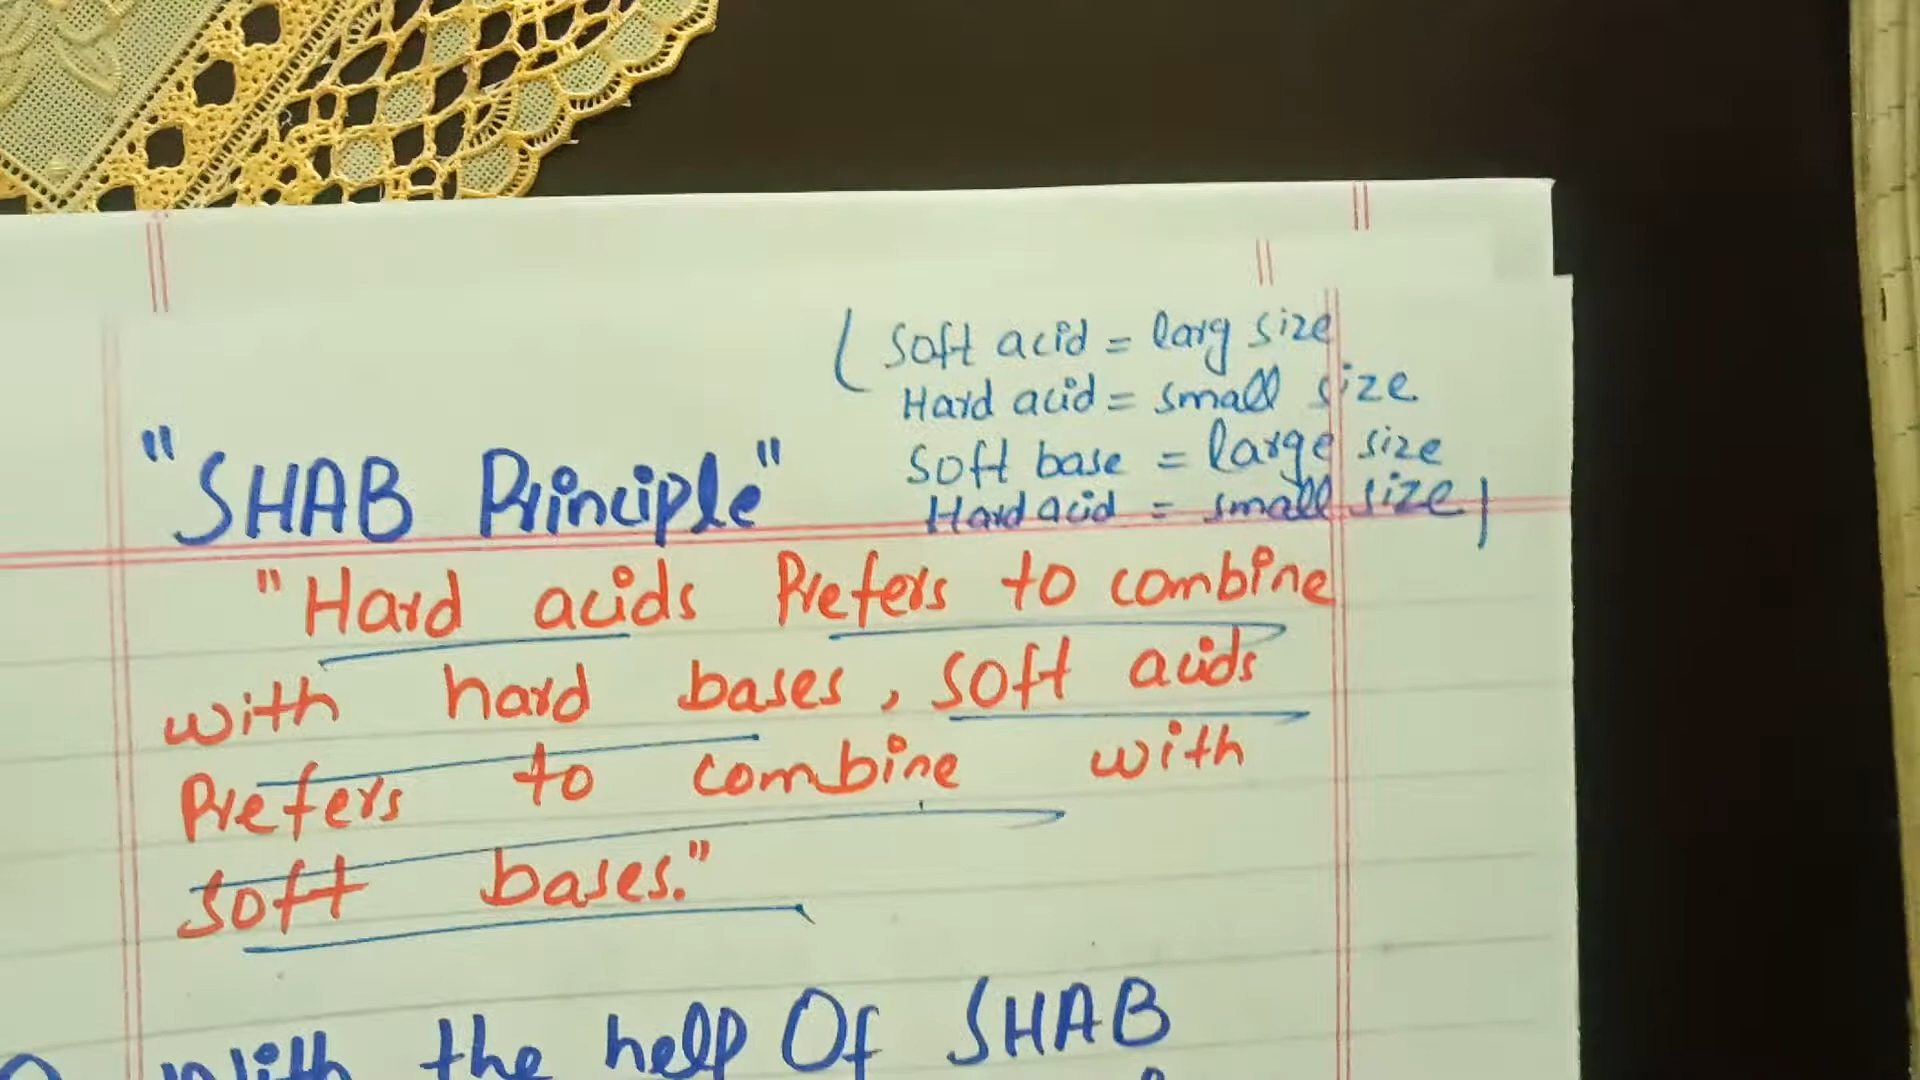 (Soft acid = larg size
Hard acid = small size
Soft base = large size
Hard acid = small size)
"SHAB Principle"
"Hard acids Prefers to combine
with hard bases, soft acids
Prefers to combine with
soft bases."
With the help Of SHAB